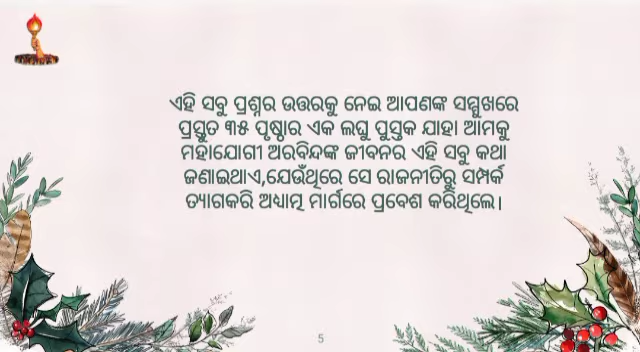 ଏହି ସବୁ ପ୍ରଶ୍ନର ଉତ୍ତରକୁ ନେଇ ଆପଣଙ୍କ ସମ୍ମୁଖରେ
ପ୍ରସ୍ତୁତ ୩୫ ପୃଷ୍ଠାର ଏକ ଲଘୁ ପୁସ୍ତକ ଯାହା ଆମକୁ
ମହାଯୋଗୀ ଅରବିନ୍ଦଙ୍କ ଜୀବନର ଏହି ସବୁ କଥା
ଜଣାଇଥାଏ,ଯେଉଁଥିରେ ସେ ରାଜନୀତିରୁ ସମ୍ପର୍କ
ତ୍ୟାଗକରି ଅଧ୍ୟାତ୍ମ ମାର୍ଗରେ ପ୍ରବେଶ କରିଥିଲେ।
5